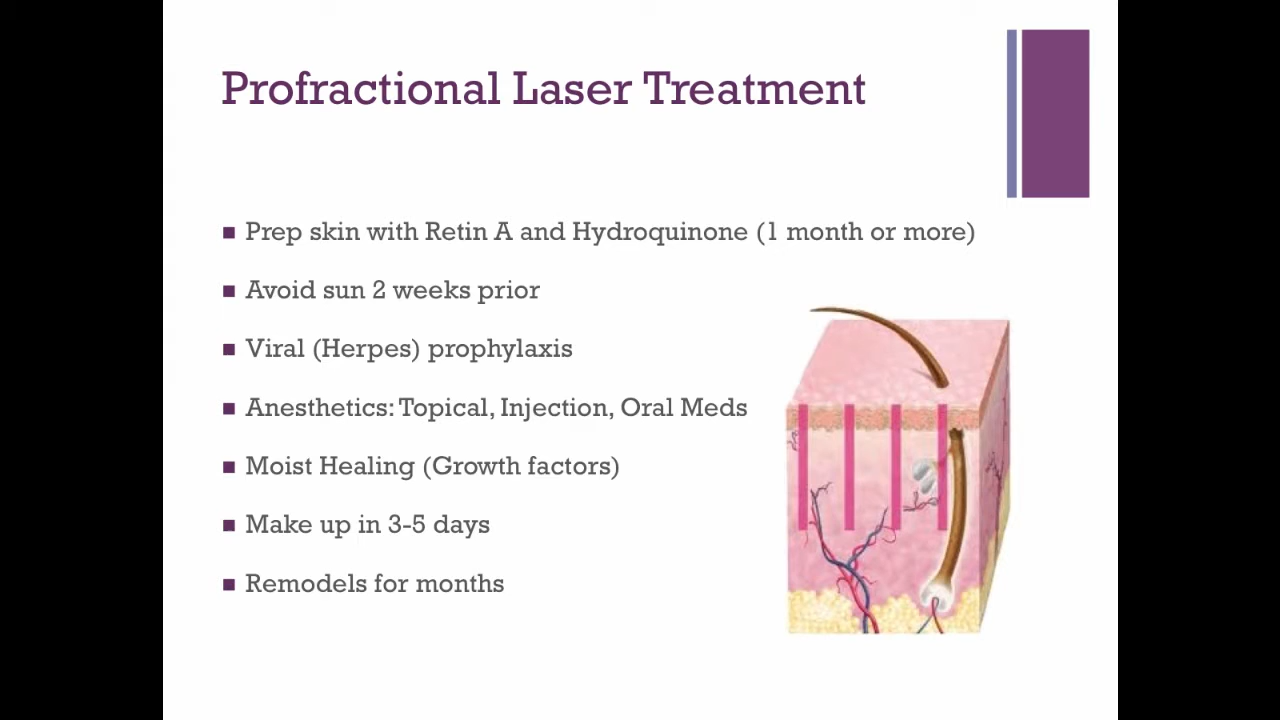 Profractional Laser Treatment
Prep skin with Retin A and Hydroquinone (1 month or more)
Avoid sun 2 weeks prior
Viral (Herpes) prophylaxis
Anesthetics: Topical, Injection, Oral Meds
Moist Healing (Growth factors)
Make up in 3-5 days
Remodels for months